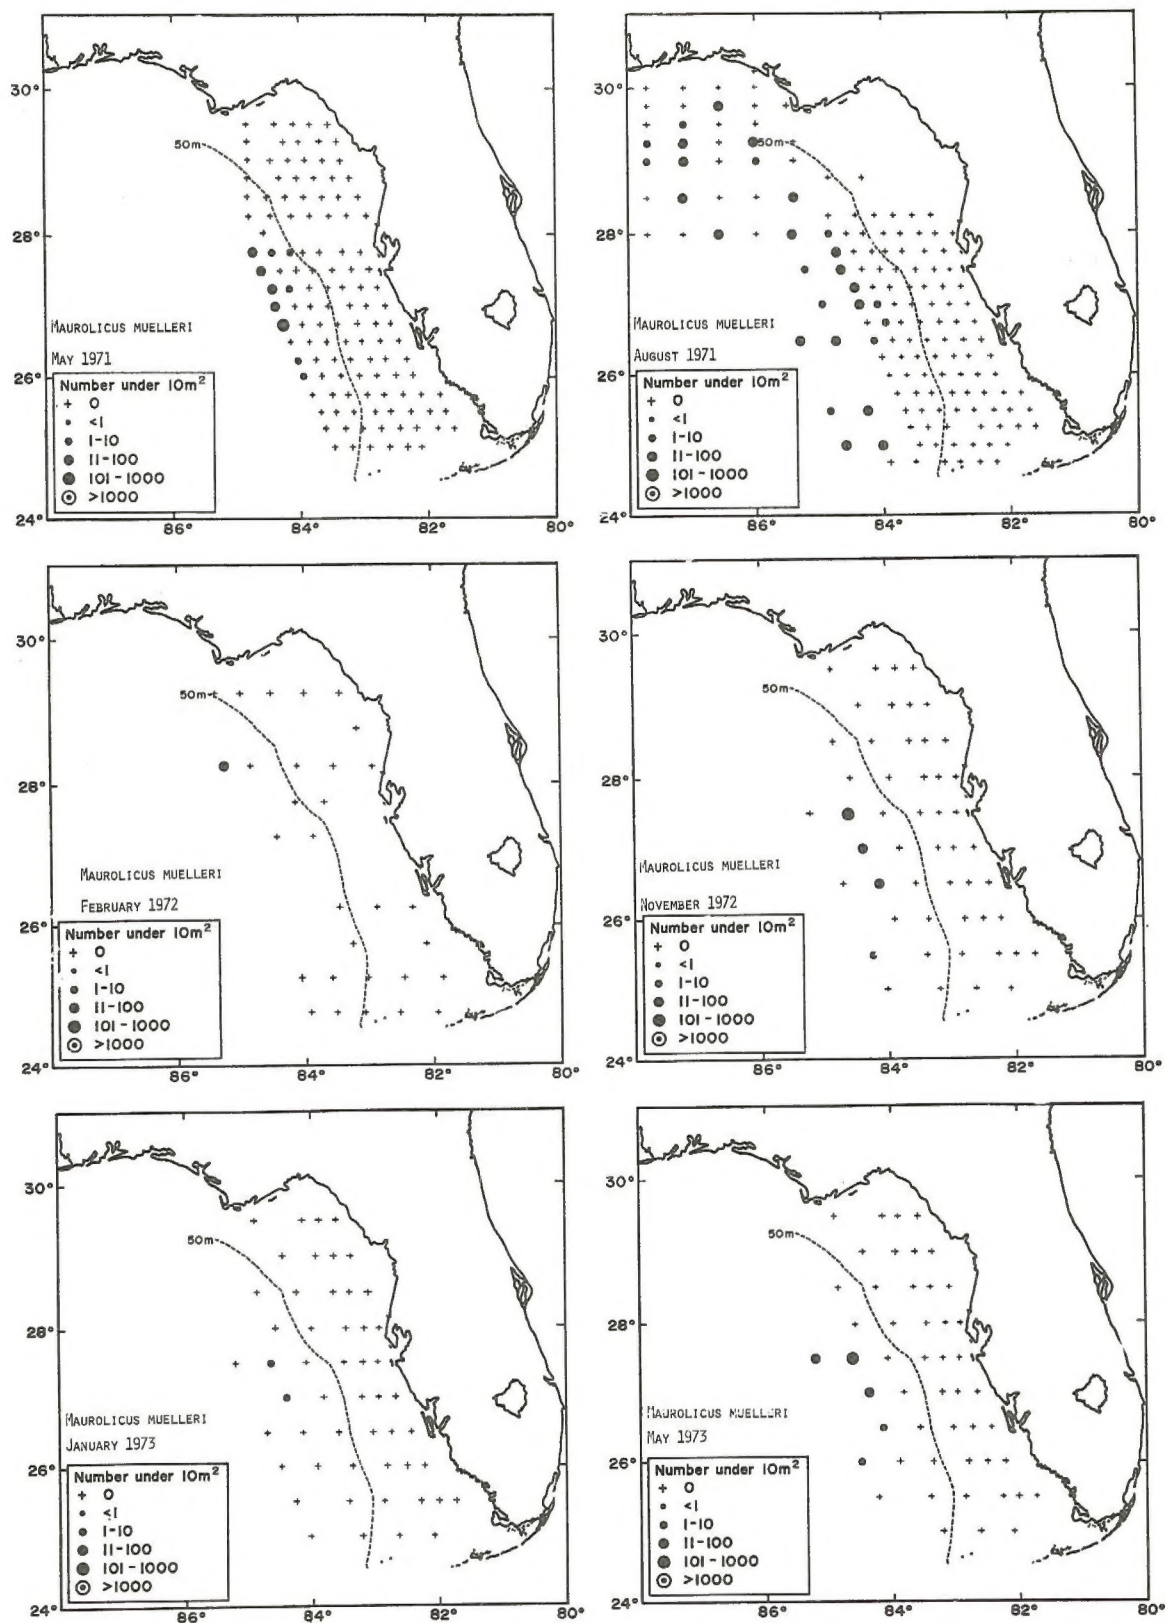 30°
50m
28°
MAUROLICUS MUELLERI
MAY 1971
26°
Number under 10m²
+ 0
<1
1-10
11-100
101-1000
>1000
24°
86° 84° 82° 80°
30°
50m
28°
MAUROLICUS MUELLERI
AUGUST 1971
26°
Number under 10m²
+ 0
<1
1-10
11-100
101-1000
>1000
24°
86° 84° 82° 80°
30°
50m
28°
MAUROLICUS MUELLERI
FEBRUARY 1972
26°
Number under 10m²
+ 0
<1
1-10
11-100
101-1000
>1000
24°
86° 84° 82° 80°
30°
50m
28°
MAUROLICUS MUELLERI
NOVEMBER 1972
26°
Number under 10m²
+ 0
<1
1-10
11-100
101-1000
>1000
24°
86° 84° 82° 80°
30°
50m
28°
MAUROLICUS MUELLERI
JANUARY 1973
26°
Number under 10m²
+ 0
<1
1-10
11-100
101-1000
>1000
24°
86° 84° 82° 80°
30°
50m
28°
MAUROLICUS MUELLERI
MAY 1973
26°
Number under 10m²
+ 0
<1
1-10
11-100
101-1000
>1000
24°
86° 84° 82° 80°